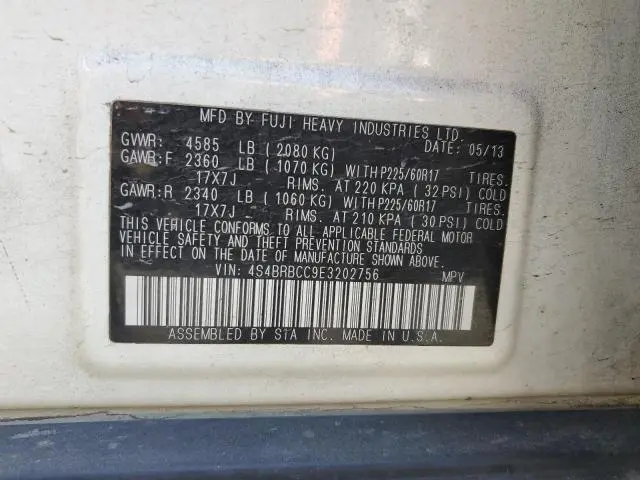 MFD BY FUJI HEAVY INDUSTRIES LTD.
GVWR: 4585 LB ( 2080 KG) DATE: 05/13
GAWR:F 2360 LB ( 1070 KG) WITH P225/60R17 TIRES.
17X7J RIMS. AT 220 KPA ( 32 PSI) COLD
GAWR:R 2340 LB ( 1060 KG) WITH P225/60R17 TIRES.
17X7J RIMS. AT 210 KPA ( 30 PSI) COLD
THIS VEHICLE CONFORMS TO ALL APPLICABLE FEDERAL MOTOR
VEHICLE SAFETY AND THEFT PREVENTION STANDARDS
IN EFFECT ON THE DATE OF MANUFACTURE SHOWN ABOVE.
VIN: 4S4BRBCC9E3202756 MPV
ASSEMBLED BY SIA INC. MADE IN U.S.A.